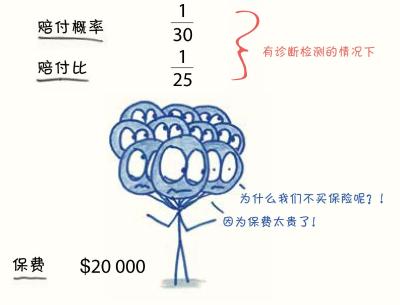 赔付概率 1/30
赔付比 1/25
有诊断检测的情况下
为什么我们不买保险呢?!
因为保费太贵了!
保费 $20 000